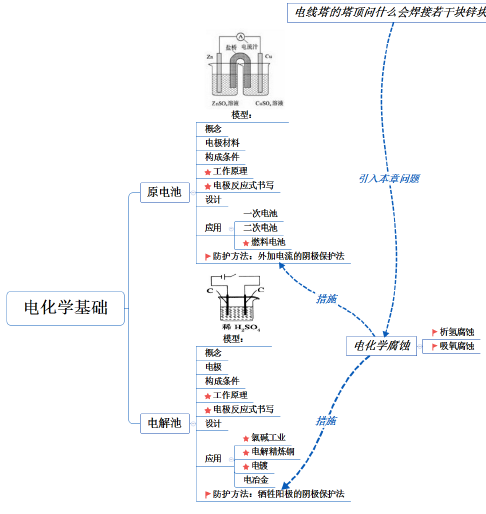 电线塔的塔顶问什么会焊接若干块锌块
A
盐桥
电流计
Zn
Cu
ZnSO₄溶液
CuSO₄溶液
模型：
概念
电极材料
构成条件
工作原理
电极反应式书写
设计
应用
一次电池
二次电池
燃料电池
防护方法：外加电流的阴极保护法
原电池
引入本章问题
电化学基础
措施
电化学腐蚀
析氢腐蚀
吸氧腐蚀
措施
C
C
稀 H₂SO₄
模型：
概念
电极
构成条件
工作原理
电极反应式书写
设计
应用
氯碱工业
电解精炼铜
电镀
电冶金
防护方法：牺牲阳极的阴极保护法
电解池